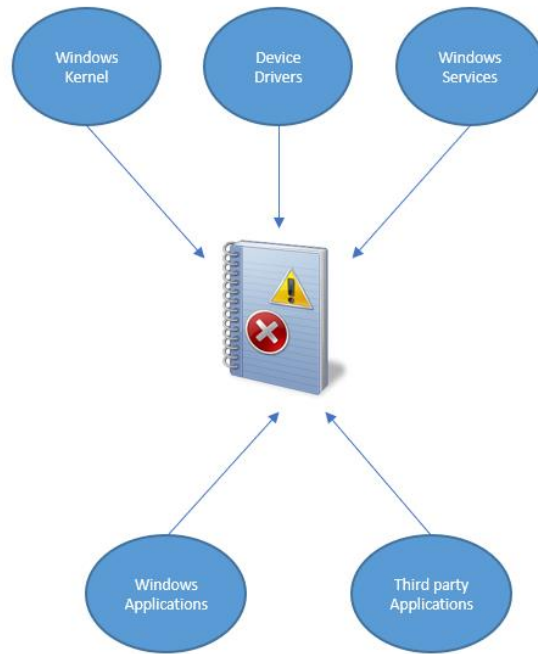 Windows
Kernel
Device
Drivers
Windows
Services
Windows
Applications
Third party
Applications